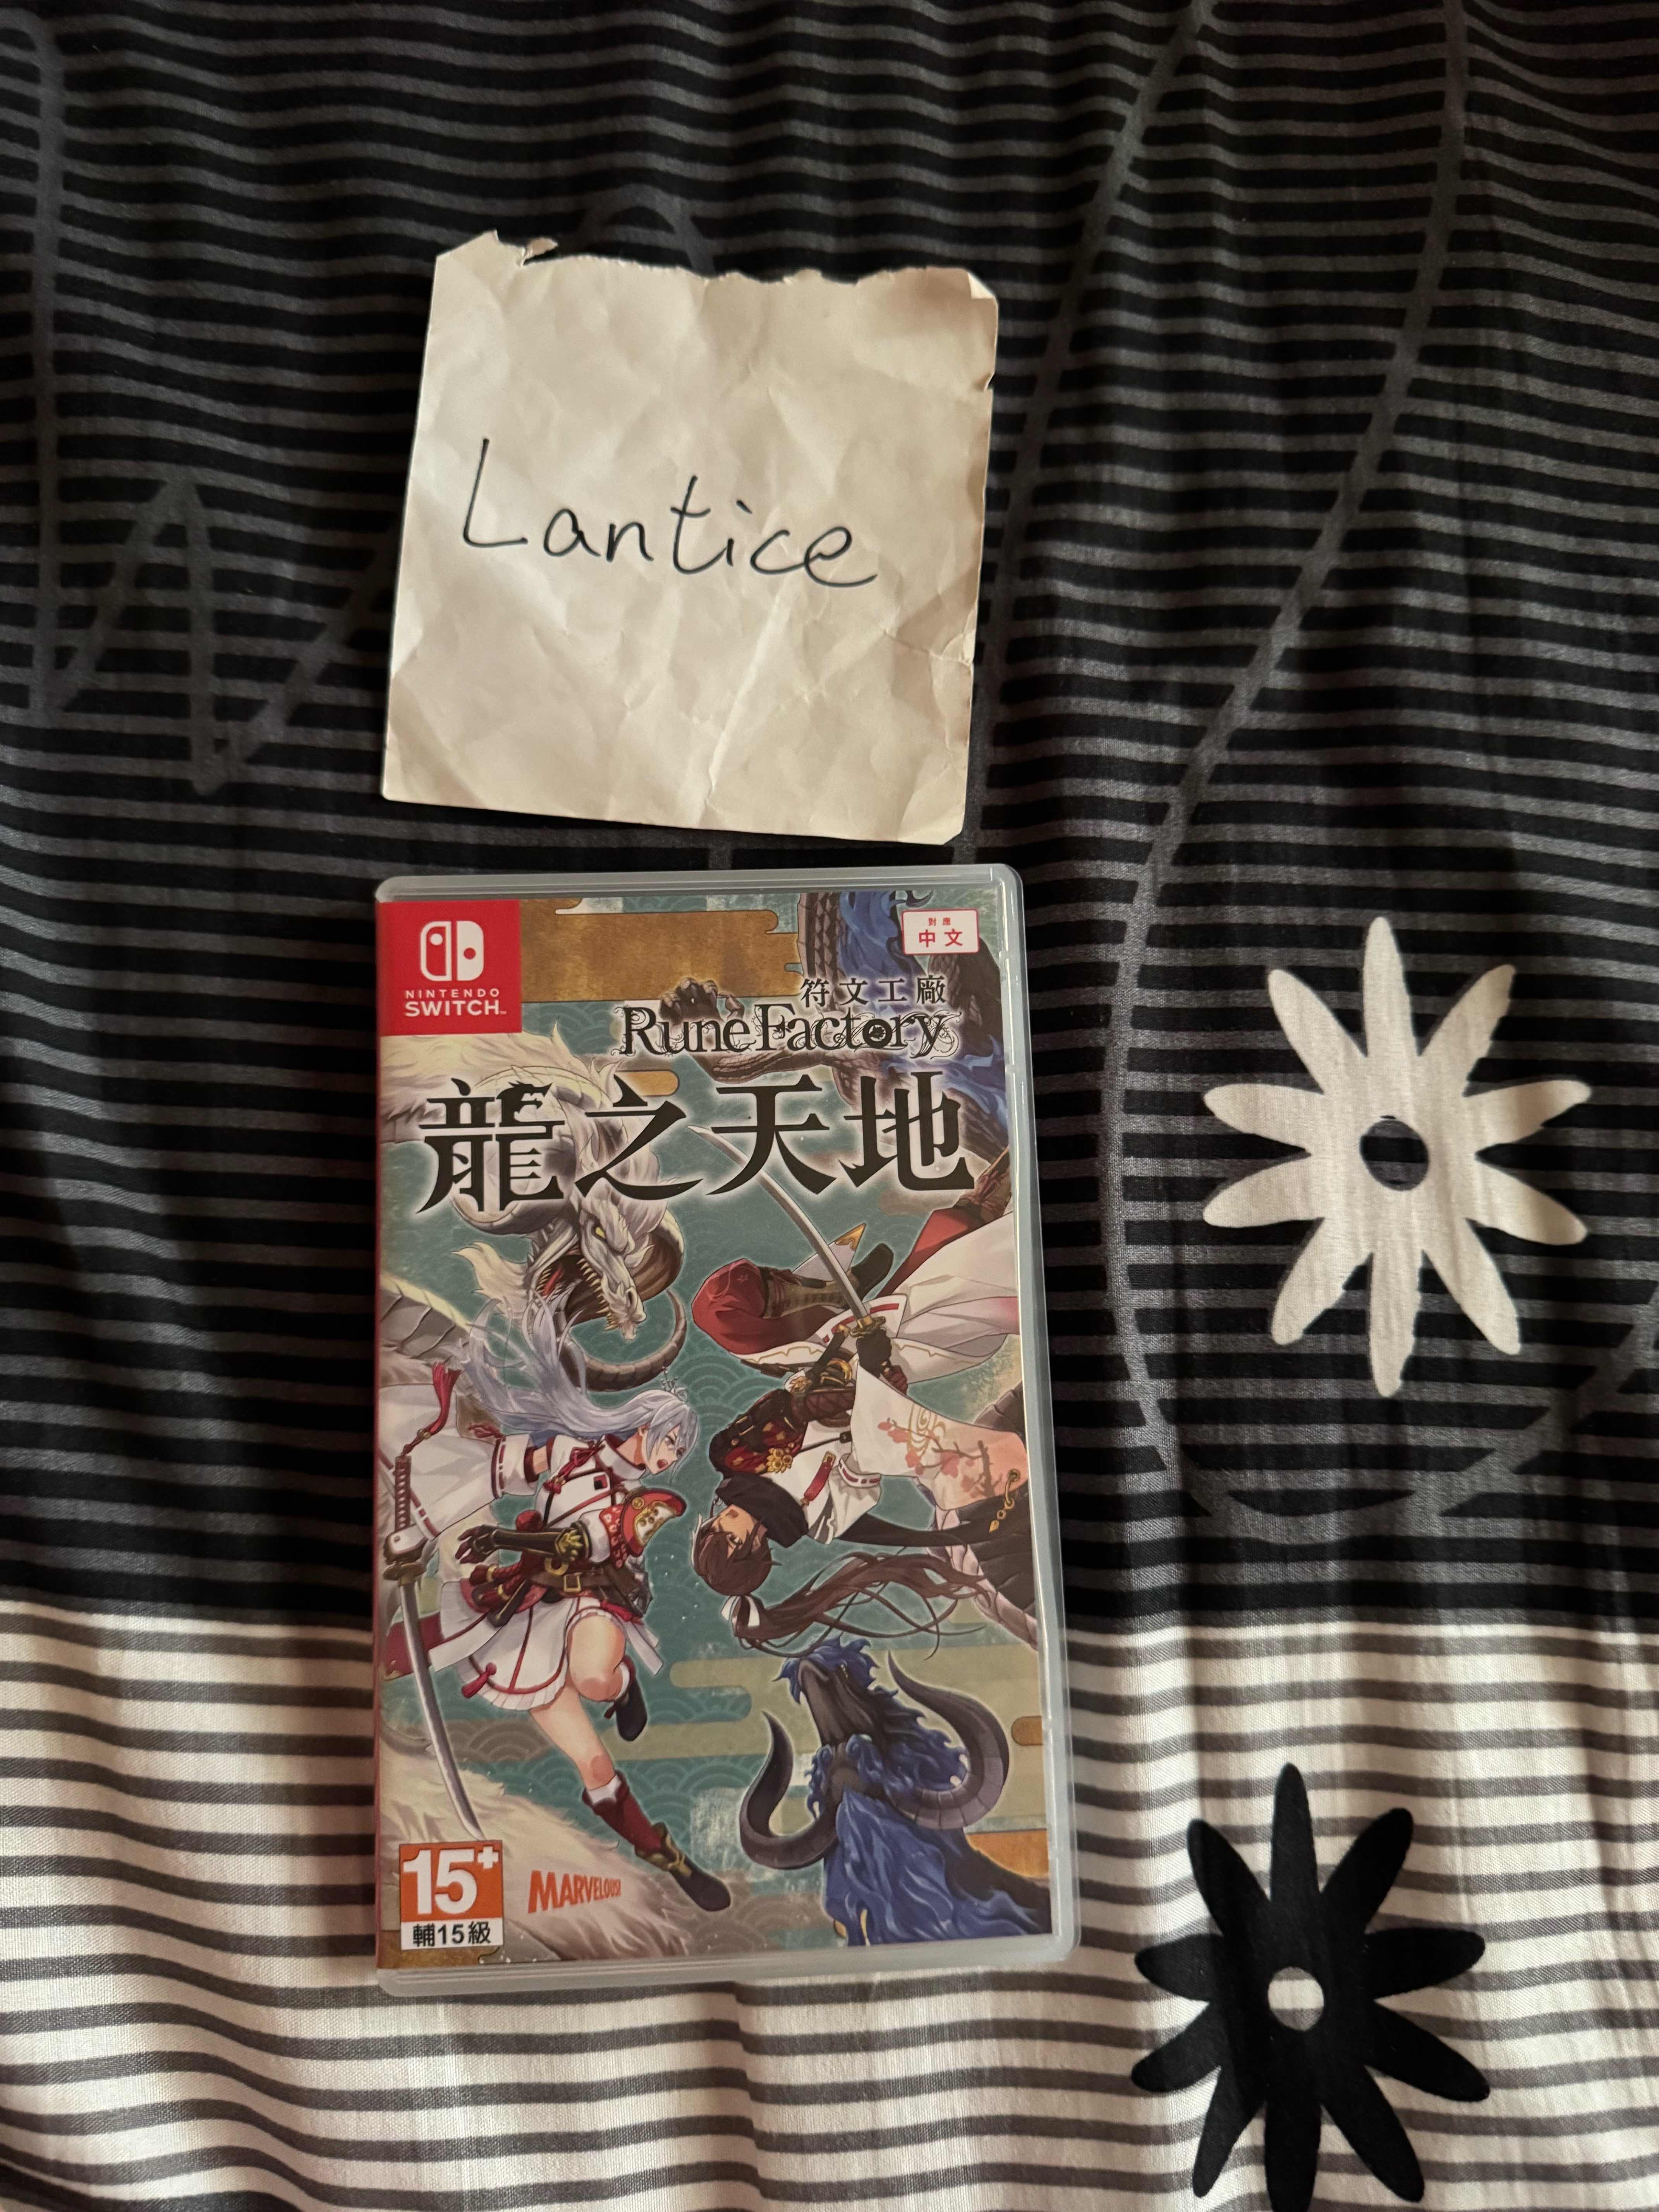 Lantice
NINTENDO
SWITCH™
對應
中文
符文工廠
Rune Factory
龍之天地
15+
輔15級
MARVELOUS!